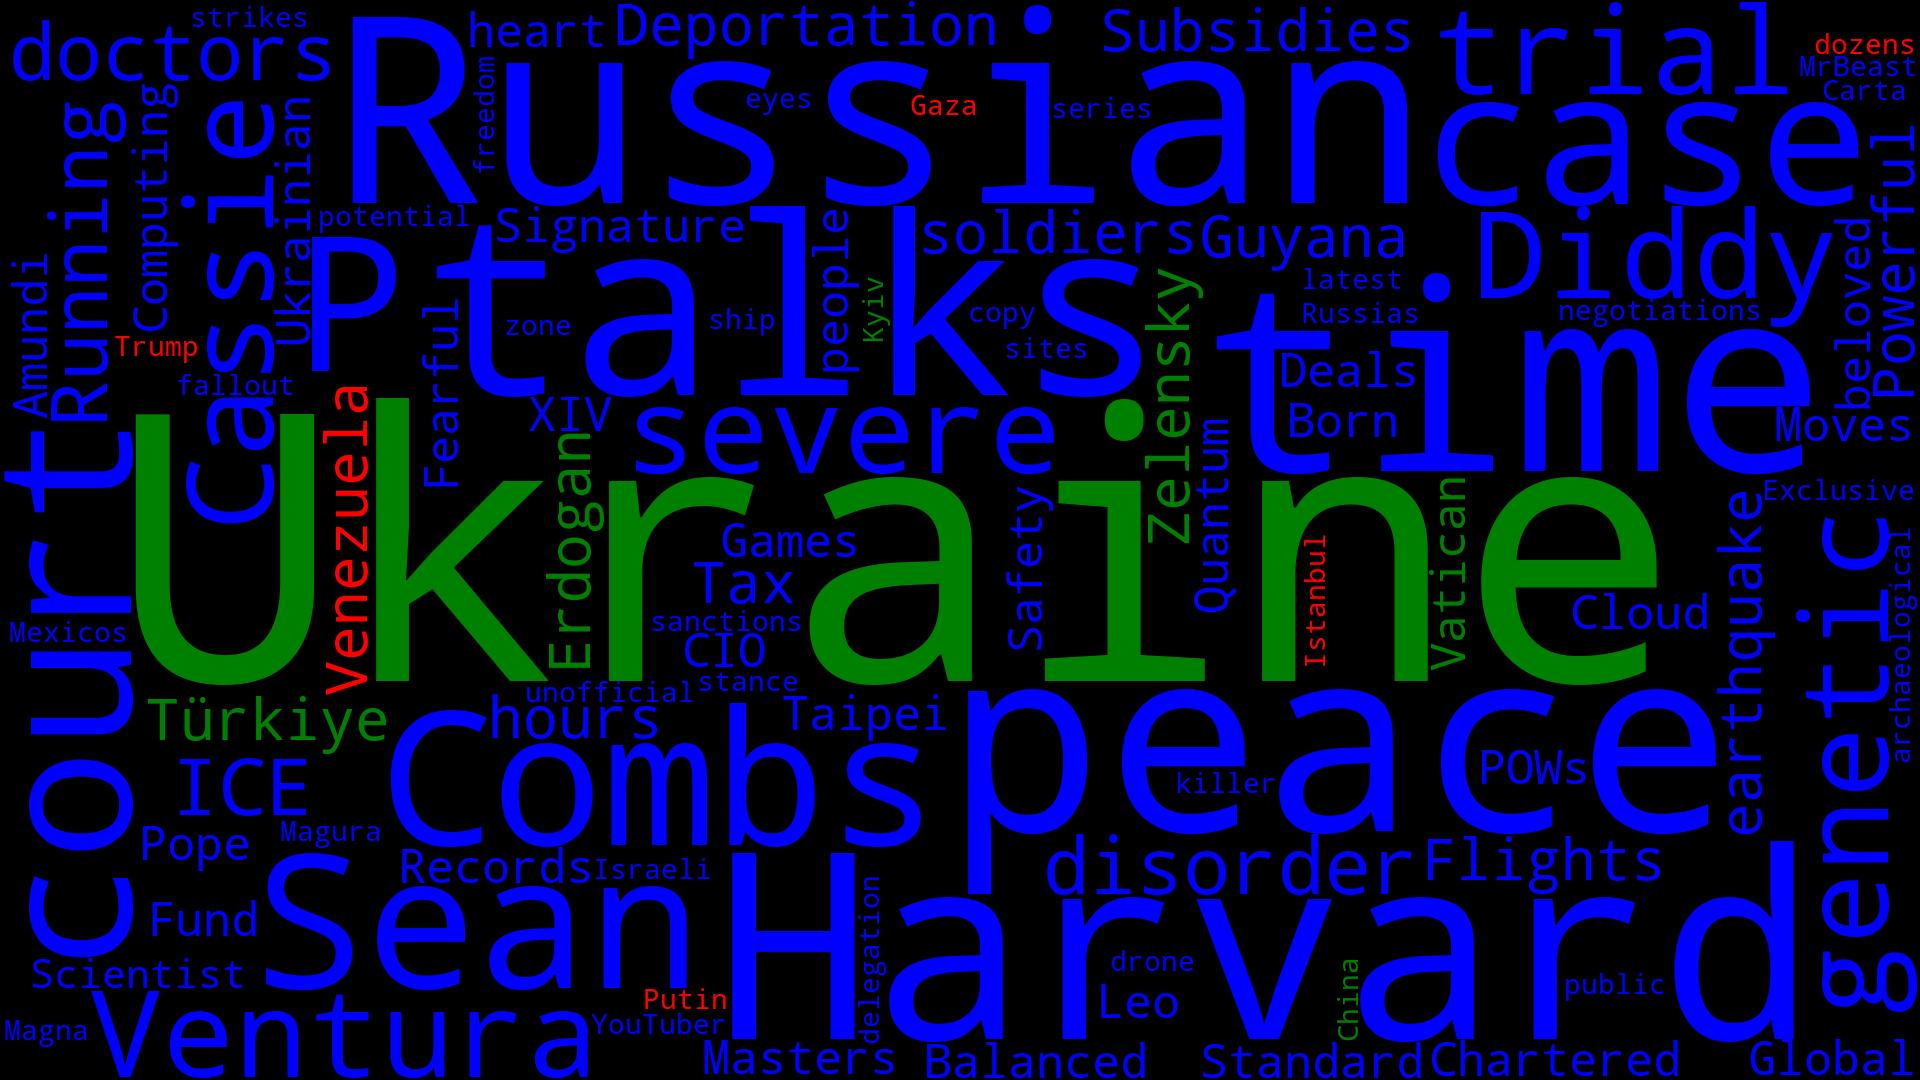 strikes
doctors
heart
Deportation
Subsidies
trial
dozens
MrBeast
Carta
Russian
case
freedom
eyes
Gaza
series
Running
Computing
cassie
Ukrainian
Powerful
potential
Signature
people
soldiers
Guyana
Diddy
beloved
P
talks
Kyiv
Zelensky
latest
Russias
negotiations
time
Amundi
Trump
fallout
Fearful
zone
ship
copy
sites
Deals
Born
Moves
court
Venezuela
XIV
severe
Quantum
Exclusive
Ukraine
Erdogan
Games
Tax
sanctions
CIO
stance
Safety
Istanbul
Vatican
Cloud
earthquake
genetic
archaeological
Mexicos
Türkiye
unofficial
hours
Taipei
peace
ICE
Combs
killer
POWs
Pope
Magura
Records
Israeli
disorder
Flights
Fund
Sean
Harvard
delegation
drone
Leo
China
public
Scientist
Putin
YouTuber
Magna
Ventura
Masters
Balanced
Standard
Chartered
Global